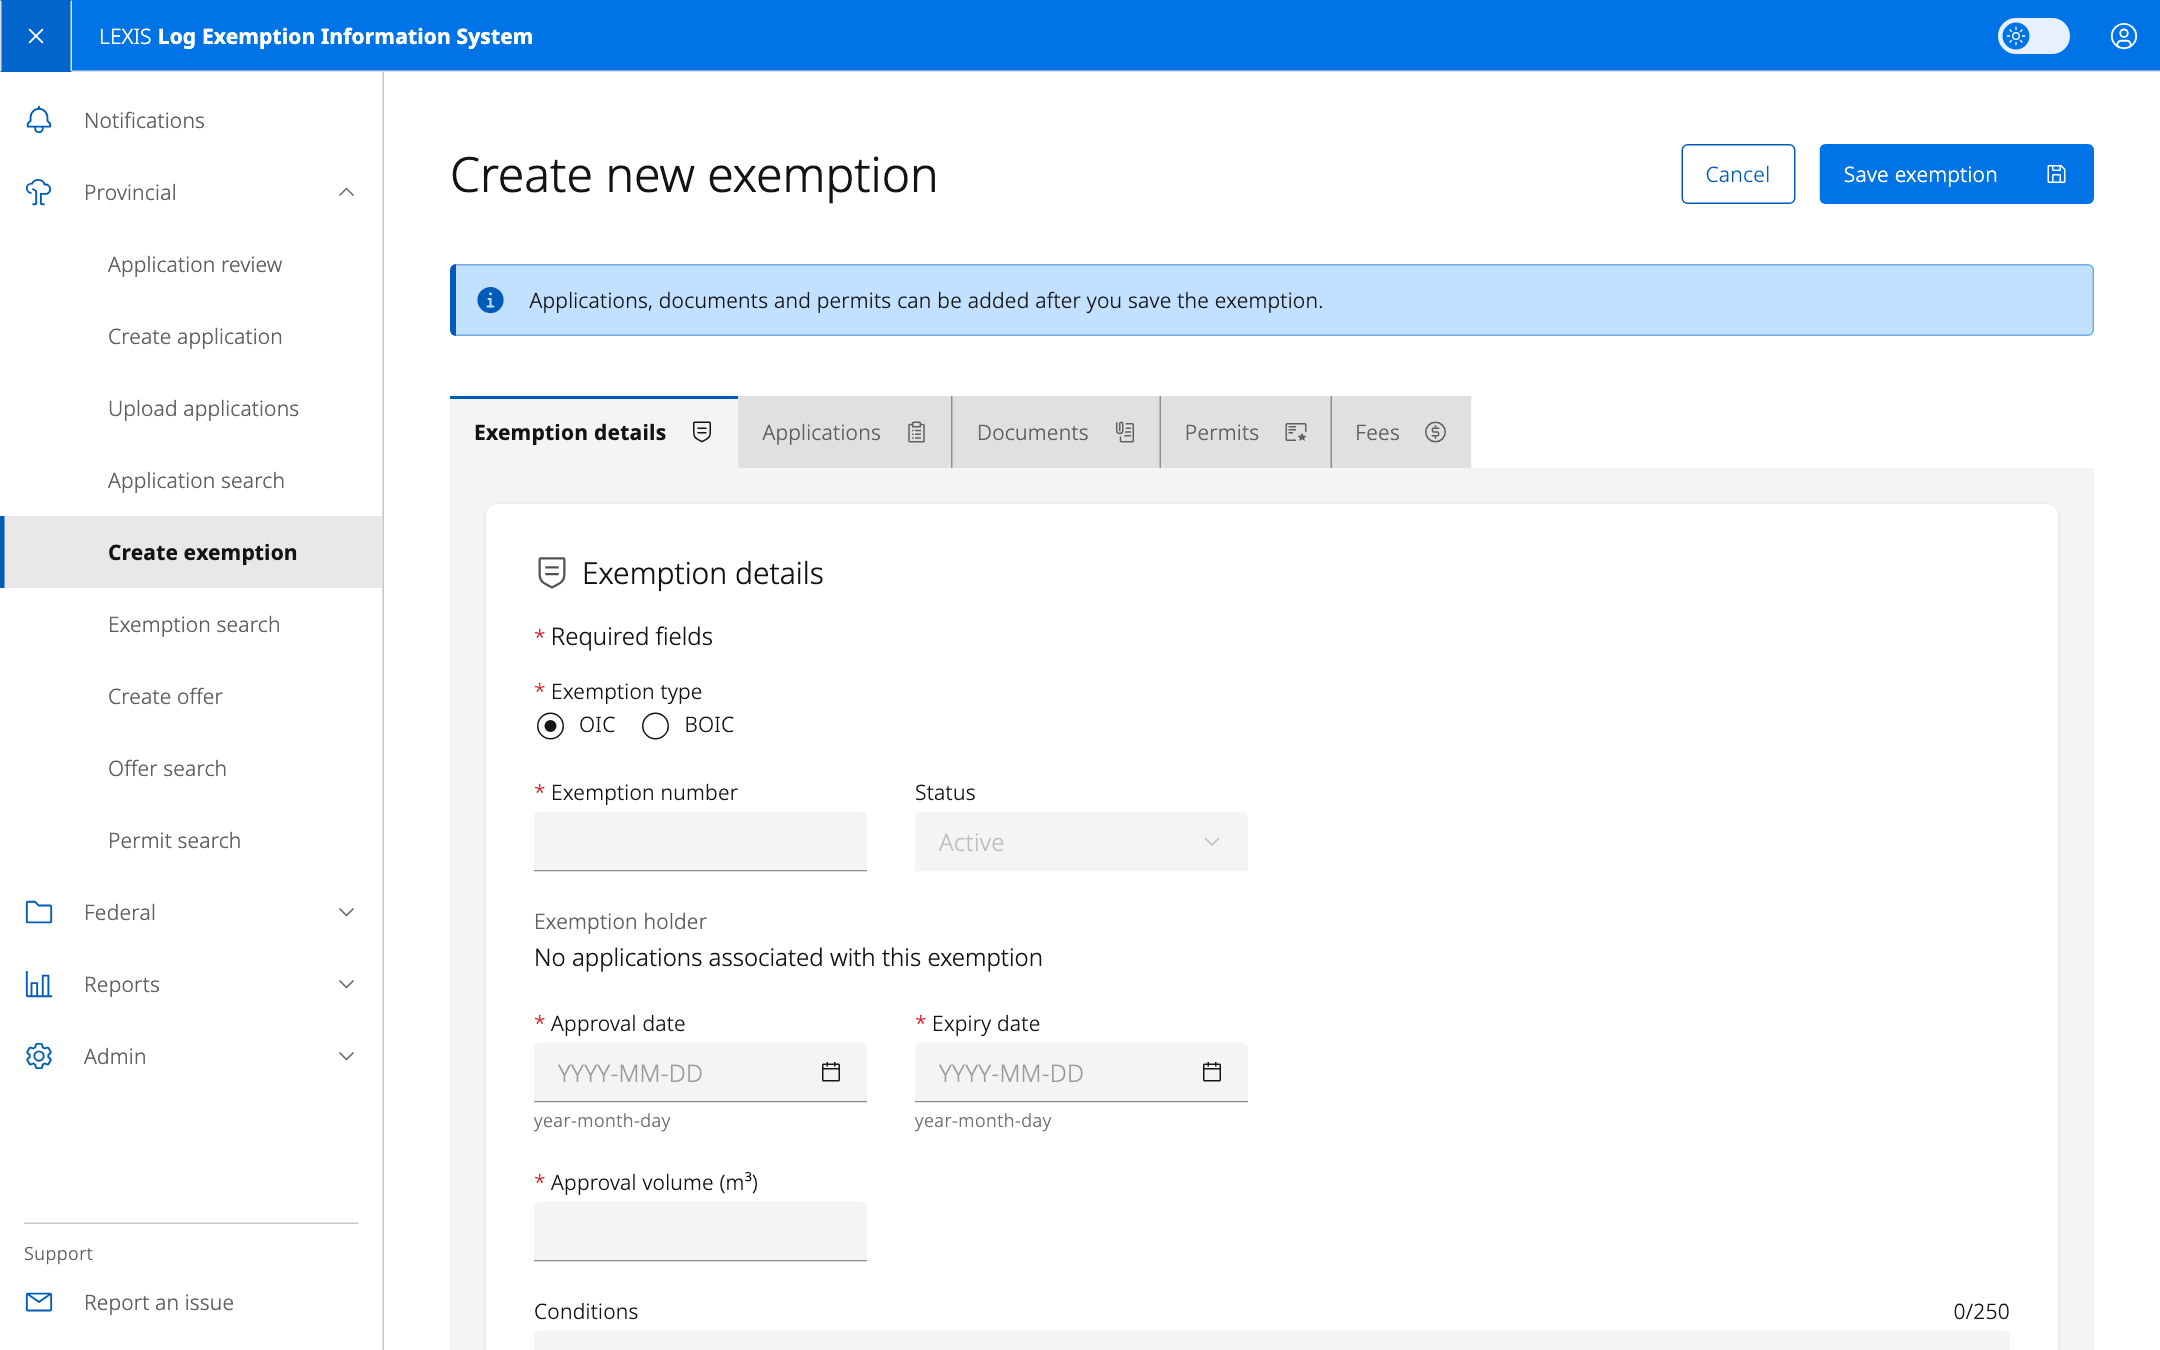 LEXIS Log Exemption Information System
Notifications
Provincial
Application review
Create application
Upload applications
Application search
Create exemption
Exemption search
Create offer
Offer search
Permit search
Federal
Reports
Admin
Support
Report an issue
Create new exemption
Cancel
Save exemption
Applications, documents and permits can be added after you save the exemption.
Exemption details
Applications
Documents
Permits
Fees
Exemption details
* Required fields
* Exemption type
OIC
BOIC
* Exemption number
Status
Active
Exemption holder
No applications associated with this exemption
* Approval date
* Expiry date
YYYY-MM-DD
YYYY-MM-DD
year-month-day
year-month-day
* Approval volume (m³)
Conditions
0/250